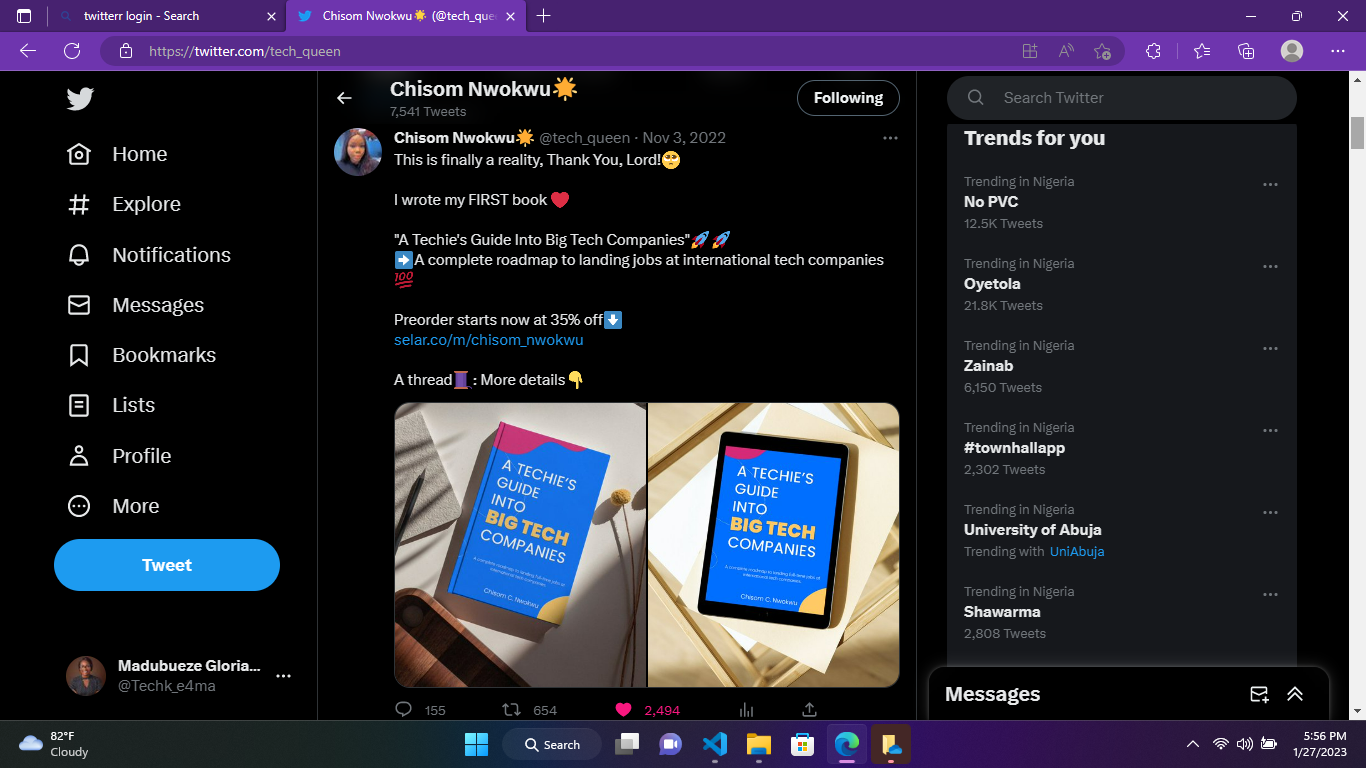 twitterr login - Search
Chisom Nwokwu🌟 (@tech_que
https://twitter.com/tech_queen
Home
Explore
Notifications
Messages
Bookmarks
Lists
Profile
More
Tweet
Madubueze Gloria...
@Techk_e4ma
Chisom Nwokwu🌟
7,541 Tweets
Following
Chisom Nwokwu🌟 @tech_queen · Nov 3, 2022
This is finally a reality, Thank You, Lord!🥺
I wrote my FIRST book ❤️
"A Techie's Guide Into Big Tech Companies"🚀🚀
➡️A complete roadmap to landing jobs at international tech companies
💯
Preorder starts now at 35% off⬇️
selar.co/m/chisom_nwokwu
A thread🧵: More details👇
A TECHIE'S
GUIDE
INTO
BIG TECH
COMPANIES
A complete roadmap to landing full-time jobs at
international tech companies
Chisom C. Nwokwu
A TECHIE'S
GUIDE
INTO
BIG TECH
COMPANIES
A complete roadmap to landing full-time jobs at
international tech companies
Chisom C. Nwokwu
155
654
2,494
Search Twitter
Trends for you
Trending in Nigeria
No PVC
12.5K Tweets
Trending in Nigeria
Oyetola
21.8K Tweets
Trending in Nigeria
Zainab
6,150 Tweets
Trending in Nigeria
#townhallapp
2,302 Tweets
Trending in Nigeria
University of Abuja
Trending with UniAbuja
Trending in Nigeria
Shawarma
2,808 Tweets
Messages
82°F
Cloudy
Search
5:56 PM
1/27/2023